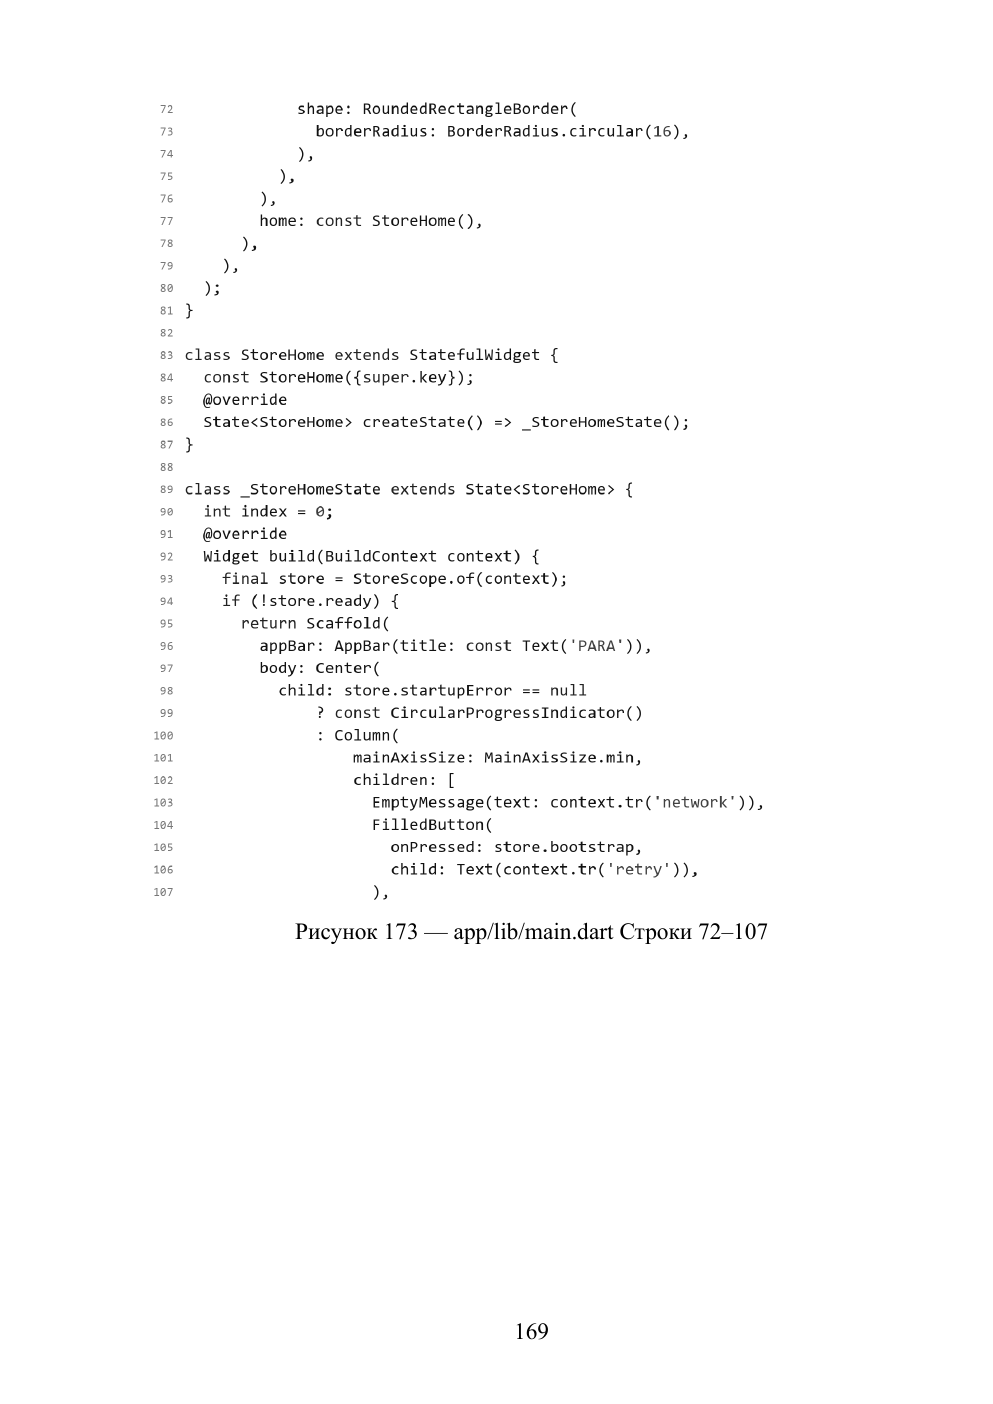 72 shape: RoundedRectangleBorder(
73 borderRadius: BorderRadius.circular(16),
74 ),
75 ),
76 ),
77 home: const StoreHome(),
78 ),
79 ),
80 );
81 }
82
83 class StoreHome extends StatefulWidget {
84 const StoreHome({super.key});
85 @override
86 State<StoreHome> createState() => _StoreHomeState();
87 }
88
89 class _StoreHomeState extends State<StoreHome> {
90 int index = 0;
91 @override
92 Widget build(BuildContext context) {
93 final store = StoreScope.of(context);
94 if (!store.ready) {
95 return Scaffold(
96 appBar: AppBar(title: const Text('PARA')),
97 body: Center(
98 child: store.startupError == null
99 ? const CircularProgressIndicator()
100 : Column(
101 mainAxisSize: MainAxisSize.min,
102 children: [
103 EmptyMessage(text: context.tr('network')),
104 FilledButton(
105 onPressed: store.bootstrap,
106 child: Text(context.tr('retry')),
107 ),
Рисунок 173 — app/lib/main.dart Строки 72–107
169